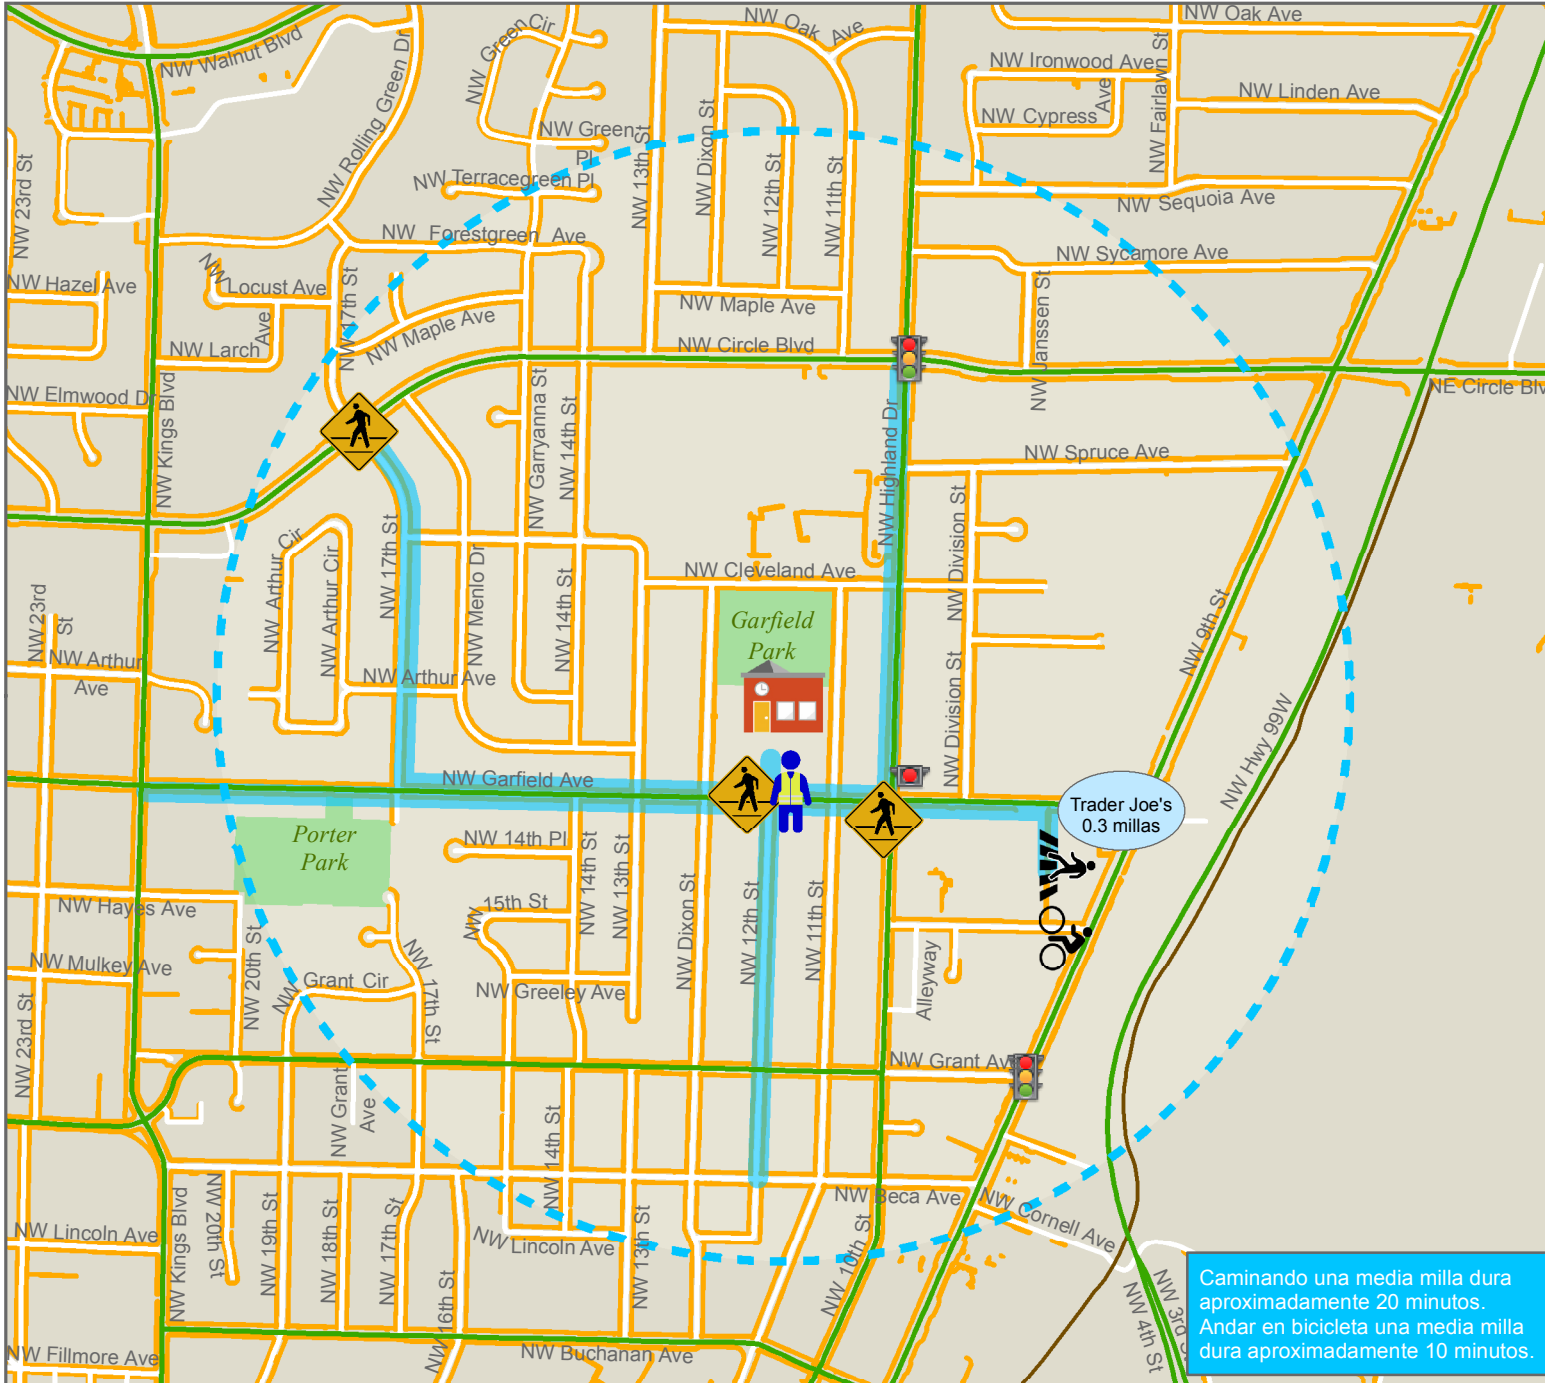 NW Oak Ave
NW Oak Ave
NW Walnut Blvd
NW Green Cir
NW Rolling Green Dr
NW Ironwood Ave
NW Fairlawn St
NW Linden Ave
NW Cypress
Ave
NW Green
Pl
NW 13th St
NW Dixon St
NW 12th St
NW 11th St
NW 23rd St
NW Terracegreen Pl
NW Sequoia Ave
NW Forestgreen Ave
NW Sycamore Ave
NW Hazel Ave
NW
Locust Ave
NW 17th St
NW Maple Ave
NW Janssen St
NW Larch
Ave
NW Maple Ave
NW Circle Blvd
NW Elmwood Dr
NW Kings Blvd
NE Circle Blv
NW Garryanna St
NW 14th St
NW Highland Dr
NW Spruce Ave
NW Arthur Cir
NW Arthur Cir
NW 17th St
NW Menlo Dr
NW 14th St
NW Cleveland Ave
NW Division St
NW 23rd
St
Garfield
Park
NW 9th St
NW Arthur
Ave
NW Arthur Ave
NW Division St
NW Hwy 99W
NW Garfield Ave
Trader Joe's
0.3 millas
Porter
Park
NW 14th Pl
NW 14th St
NW 13th St
NW Dixon St
NW 12th St
NW 11th St
NW Hayes Ave
NW 15th St
NW 20th St
NW Mulkey Ave
NW Grant Cir
NW 17th St
NW Greeley Ave
Alleyway
NW 23rd St
NW Grant Ave
NW Grant
Ave
NW 14th St
NW Beca Ave
NW Cornell Ave
NW Lincoln Ave
NW Kings Blvd
NW 20th St
NW 19th St
NW 18th St
NW 17th St
NW 16th St
NW Lincoln Ave
NW 13th St
NW 10th St
NW 4th St
NW 3rd S
NW Fillmore Ave
NW Buchanan Ave
Caminando una media milla dura
aproximadamente 20 minutos.
Andar en bicicleta una media milla
dura aproximadamente 10 minutos.